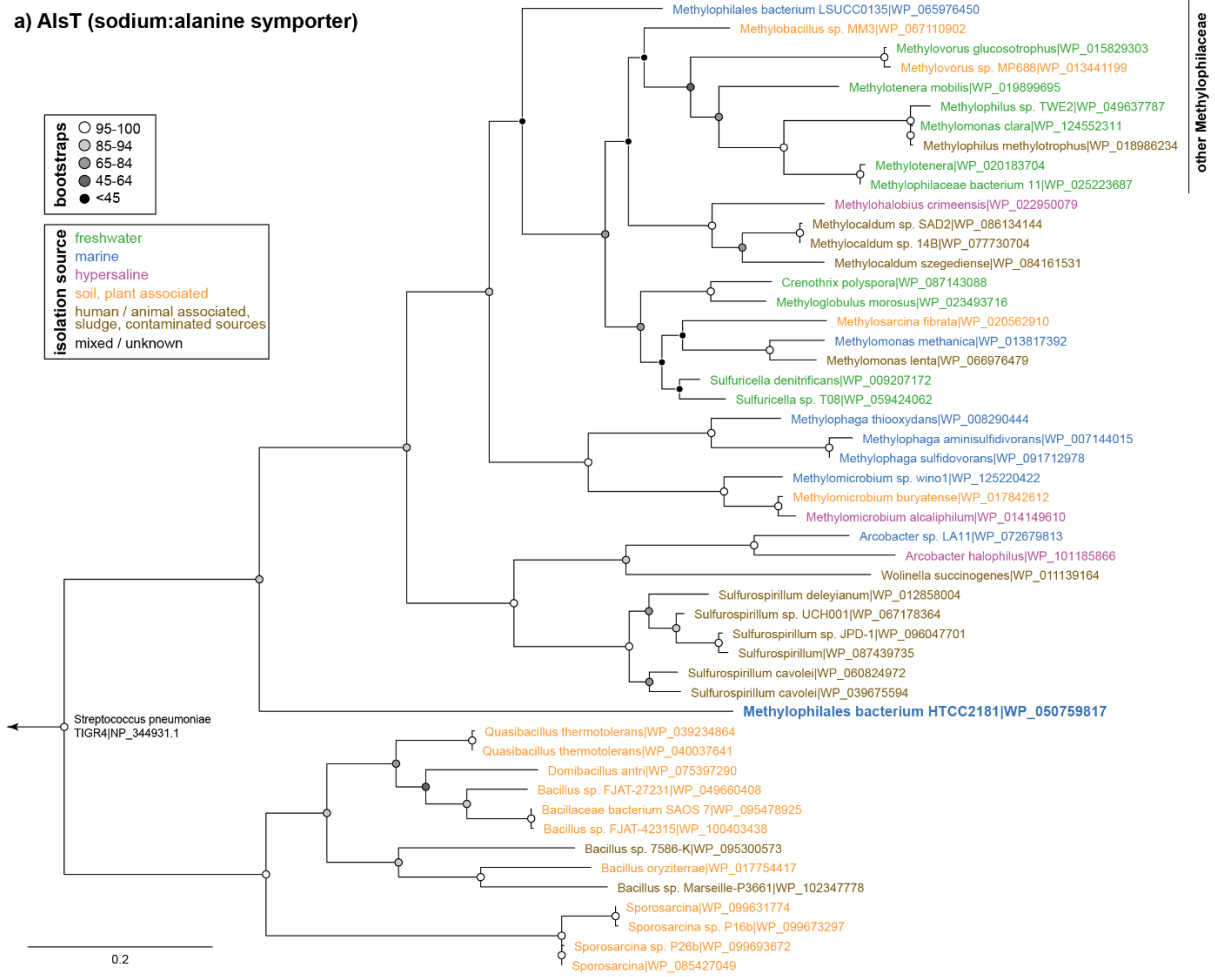 a) AlsT (sodium:alanine symporter)
bootstraps
95-100
85-94
65-84
45-64
<45
isolation source
freshwater
marine
hypersaline
soil, plant associated
human / animal associated,
sludge, contaminated sources
mixed / unknown
other Methylophilaceae
Methylophilales bacterium LSUCC0135|WP_065976450
Methylobacillus sp. MM3|WP_067110902
Methylovorus glucosotrophus|WP_015829303
Methylovorus sp. MP688|WP_013441199
Methylotenera mobilis|WP_019899695
Methylophilus sp. TWE2|WP_049637787
Methylomonas clara|WP_124552311
Methylophilus methylotrophus|WP_018986234
Methylotenera|WP_020183704
Methylophilaceae bacterium 11|WP_025223687
Methylohalobius crimeensis|WP_022950079
Methylocaldum sp. SAD2|WP_086134144
Methylocaldum sp. 14B|WP_077730704
Methylocaldum szegediense|WP_084161531
Crenothrix polyspora|WP_087143088
Methyloglobulus morosus|WP_023493716
Methylosarcina fibrata|WP_020562910
Methylomonas methanica|WP_013817392
Methylomonas lenta|WP_066976479
Sulfuricella denitrificans|WP_009207172
Sulfuricella sp. T08|WP_059424062
Methylophaga thiooxydans|WP_008290444
Methylophaga aminisulfidivorans|WP_007144015
Methylophaga sulfidovorans|WP_091712978
Methylomicrobium sp. wino1|WP_125220422
Methylomicrobium buryatense|WP_017842612
Methylomicrobium alcaliphilum|WP_014149610
Arcobacter sp. LA11|WP_072679813
Arcobacter halophilus|WP_101185866
Wolinella succinogenes|WP_011139164
Sulfurospirillum deleyianum|WP_012858004
Sulfurospirillum sp. UCH001|WP_067178364
Sulfurospirillum sp. JPD-1|WP_096047701
Sulfurospirillum|WP_087439735
Sulfurospirillum cavolei|WP_060824972
Sulfurospirillum cavolei|WP_039675594
Methylophilales bacterium HTCC2181|WP_050759817
Streptococcus pneumoniae
TIGR4|NP_344931.1
Quasibacillus thermotolerans|WP_039234864
Quasibacillus thermotolerans|WP_040037641
Domibacillus antri|WP_075397290
Bacillus sp. FJAT-27231|WP_049660408
Bacillaceae bacterium SAOS 7|WP_095478925
Bacillus sp. FJAT-42315|WP_100403438
Bacillus sp. 7586-K|WP_095300573
Bacillus oryziterrae|WP_017754417
Bacillus sp. Marseille-P3661|WP_102347778
Sporosarcina|WP_099631774
Sporosarcina sp. P16b|WP_099673297
Sporosarcina sp. P26b|WP_099693672
Sporosarcina|WP_085427049
0.2